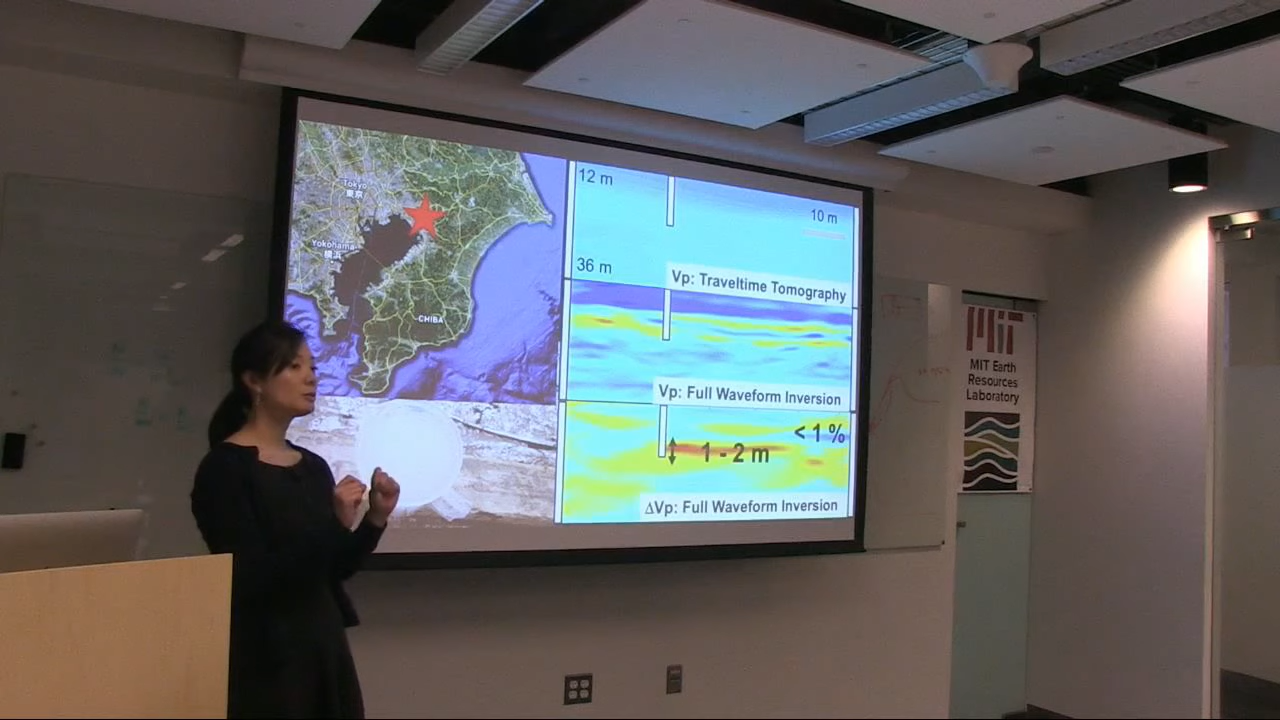 Tokyo
東京
Yokohama
横浜
CHIBA
12 m
10 m
36 m
Vp: Traveltime Tomography
Vp: Full Waveform Inversion
<1 %
1 - 2 m
ΔVp: Full Waveform Inversion
MIT
MIT Earth
Resources
Laboratory